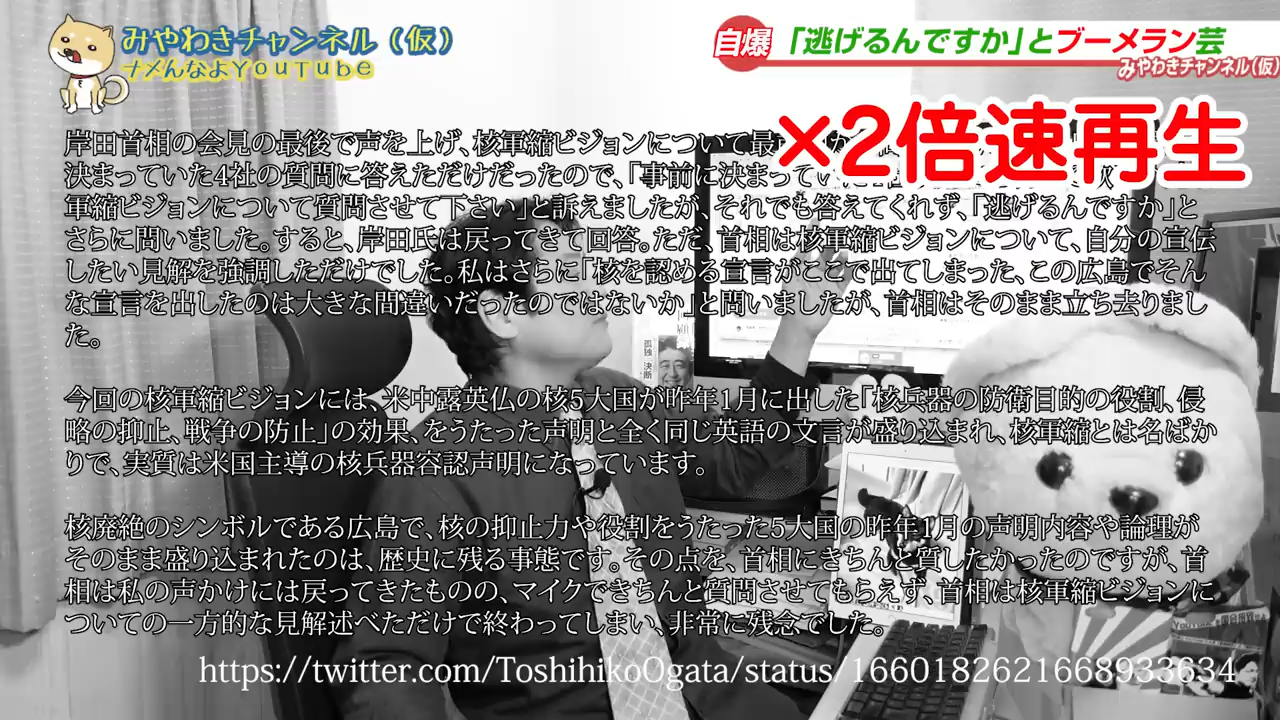 みやわきチャンネル（仮）
ナメんなよYouTube
自爆 「逃げるんですか」とブーメラン芸
みやわきチャンネル(仮)
×2倍速再生
岸田首相の会見の最後で声を上げ、核軍縮ビジョンについて最
決まっていた4社の質問に答えただけだったので、「事前に決まっていた
軍縮ビジョンについて質問させて下さい」と訴えましたが、それでも答えてくれず、「逃げるんですか」と
さらに問いました。すると、岸田氏は戻ってきて回答。ただ、首相は核軍縮ビジョンについて、自分の宣伝
したい見解を強調しただけでした。私はさらに「核を認める宣言がここで出てしまった、この広島でそん
な宣言を出したのは大きな間違いだったのではないか」と問いましたが、首相はそのまま立ち去りまし
た。
孤独 決断
今回の核軍縮ビジョンには、米中露英仏の核5大国が昨年1月に出した「核兵器の防衛目的の役割、侵
略の抑止、戦争の防止」の効果、をうたった声明と全く同じ英語の文言が盛り込まれ、核軍縮とは名ばか
りで、実質は米国主導の核兵器容認声明になっています。
核廃絶のシンボルである広島で、核の抑止力や役割をうたった5大国の昨年1月の声明内容や論理が
そのまま盛り込まれたのは、歴史に残る事態です。その点を、首相にきちんと質したかったのですが、首
相は私の声かけには戻ってきたものの、マイクできちんと質問させてもらえず、首相は核軍縮ビジョンに
ついての一方的な見解述べただけで終わってしまい、非常に残念でした。
https://twitter.com/ToshihikoOgata/status/1660182621668933634